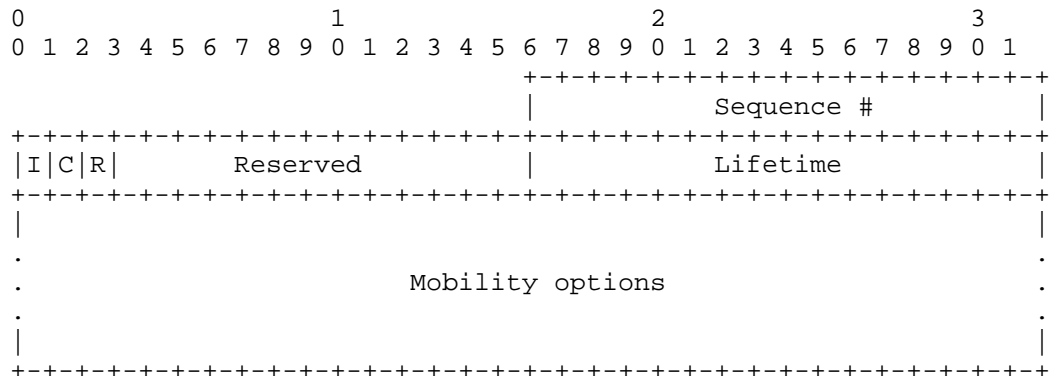 0                   1                   2                   3
0 1 2 3 4 5 6 7 8 9 0 1 2 3 4 5 6 7 8 9 0 1 2 3 4 5 6 7 8 9 0 1
                                +-+-+-+-+-+-+-+-+-+-+-+-+-+-+-+-+
                                |           Sequence #          |
+-+-+-+-+-+-+-+-+-+-+-+-+-+-+-+-+-+-+-+-+-+-+-+-+-+-+-+-+-+-+-+-+
|I|C|R|       Reserved          |           Lifetime            |
+-+-+-+-+-+-+-+-+-+-+-+-+-+-+-+-+-+-+-+-+-+-+-+-+-+-+-+-+-+-+-+-+
|                                                               |
.                                                               .
.                        Mobility options                       .
.                                                               .
|                                                               |
+-+-+-+-+-+-+-+-+-+-+-+-+-+-+-+-+-+-+-+-+-+-+-+-+-+-+-+-+-+-+-+-+